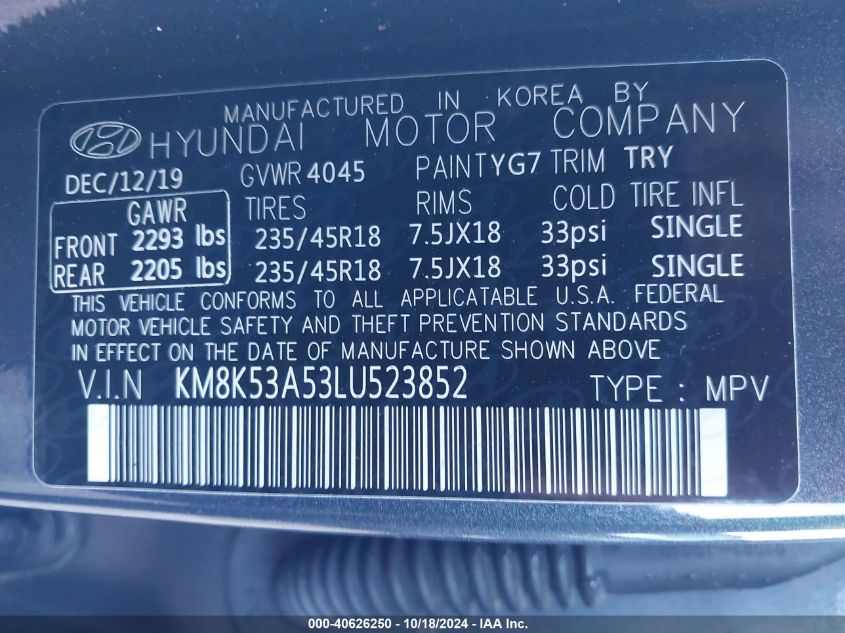 MANUFACTURED IN KOREA BY
HYUNDAI MOTOR COMPANY
DEC/12/19 GVWR 4045 PAINT YG7 TRIM TRY
GAWR TIRES RIMS COLD TIRE INFL
FRONT 2293 lbs 235/45R18 7.5JX18 33psi SINGLE
REAR 2205 lbs 235/45R18 7.5JX18 33psi SINGLE
THIS VEHICLE CONFORMS TO ALL APPLICATABLE U.S.A. FEDERAL
MOTOR VEHICLE SAFETY AND THEFT PREVENTION STANDARDS
IN EFFECT ON THE DATE OF MANUFACTURE SHOWN ABOVE
V.I.N KM8K53A53LU523852 TYPE : MPV
000-40626250 - 10/18/2024 - IAA Inc.